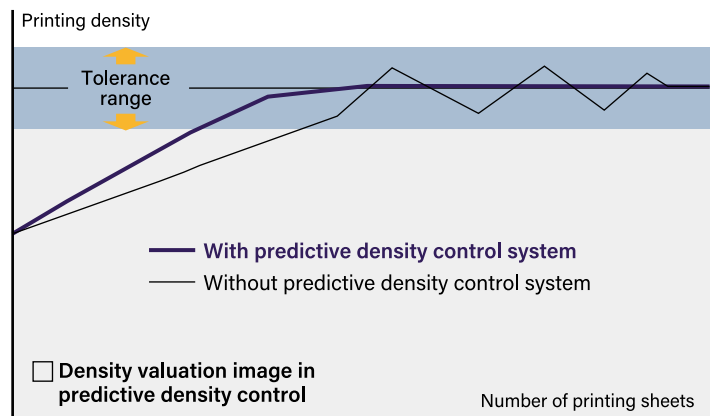 Printing density
Tolerance
range
With predictive density control system
Without predictive density control system
Density valuation image in
predictive density control
Number of printing sheets